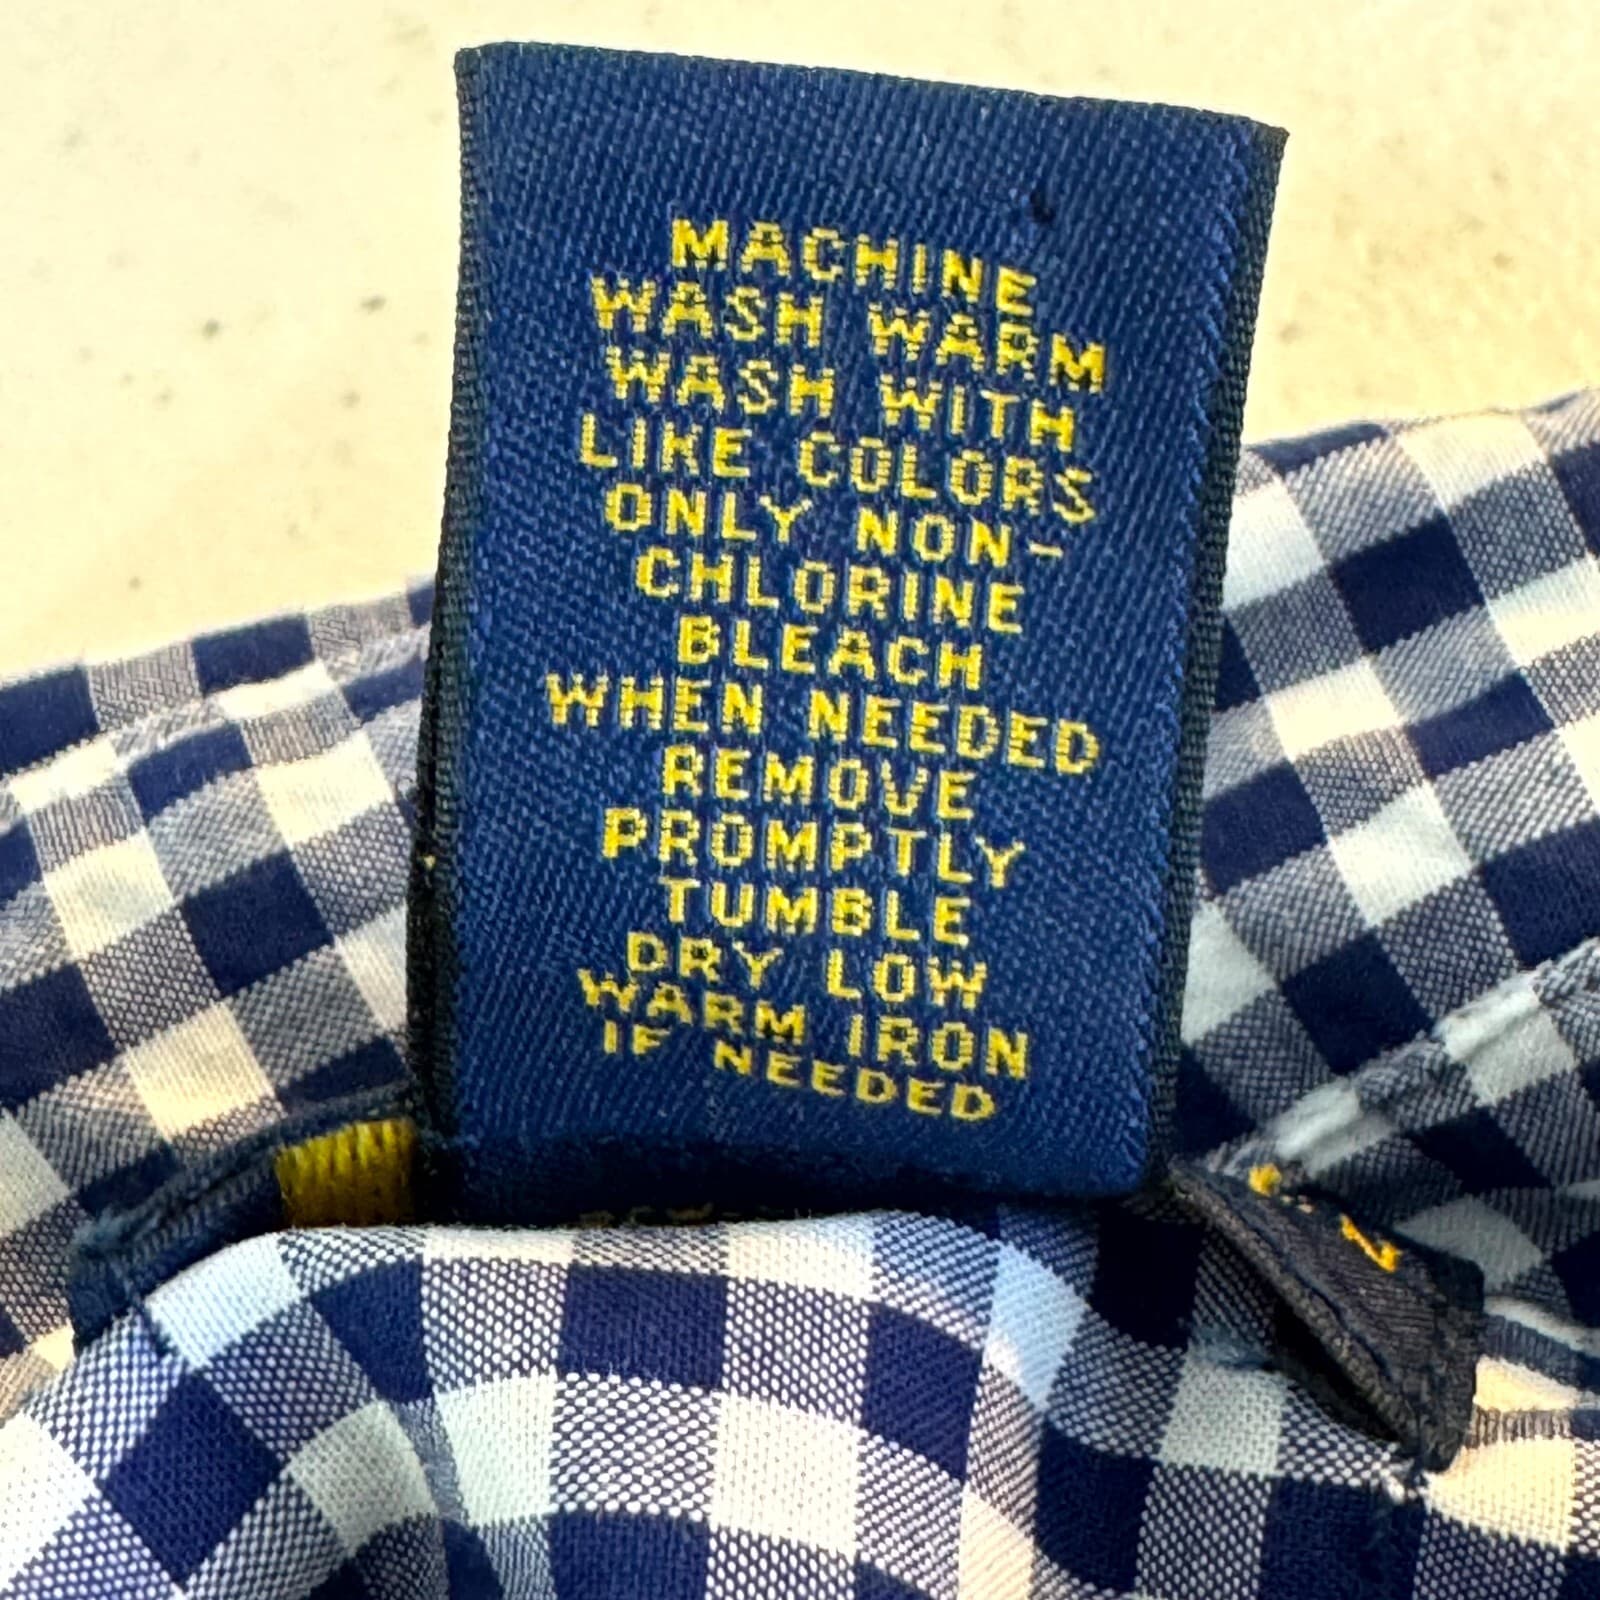 MACHINE
WASH WARM
WASH WITH
LIKE COLORS
ONLY NON-
CHLORINE
BLEACH
WHEN NEEDED
REMOVE
PROMPTLY
TUMBLE
DRY LOW
WARM IRON
IF NEEDED